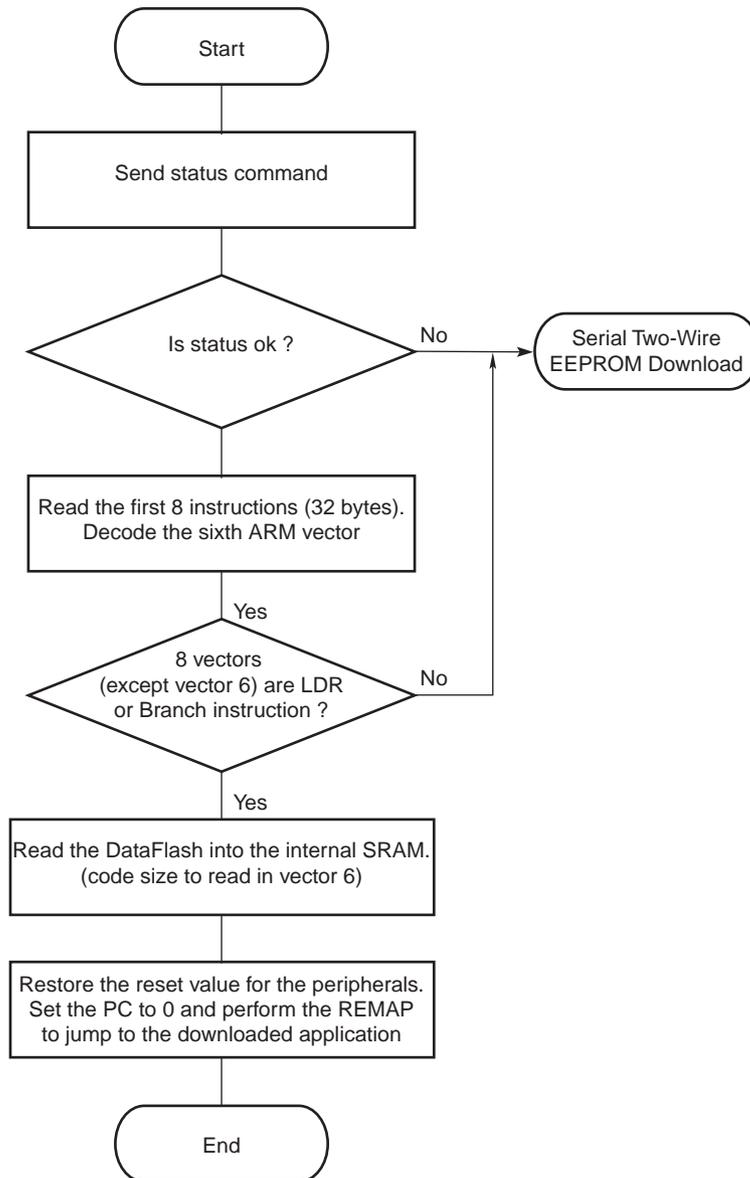 Start
Send status command
Is status ok ?
No
Serial Two-Wire
EEPROM Download
Read the first 8 instructions (32 bytes).
Decode the sixth ARM vector
Yes
8 vectors
(except vector 6) are LDR
or Branch instruction ?
No
Yes
Read the DataFlash into the internal SRAM.
(code size to read in vector 6)
Restore the reset value for the peripherals.
Set the PC to 0 and perform the REMAP
to jump to the downloaded application
End